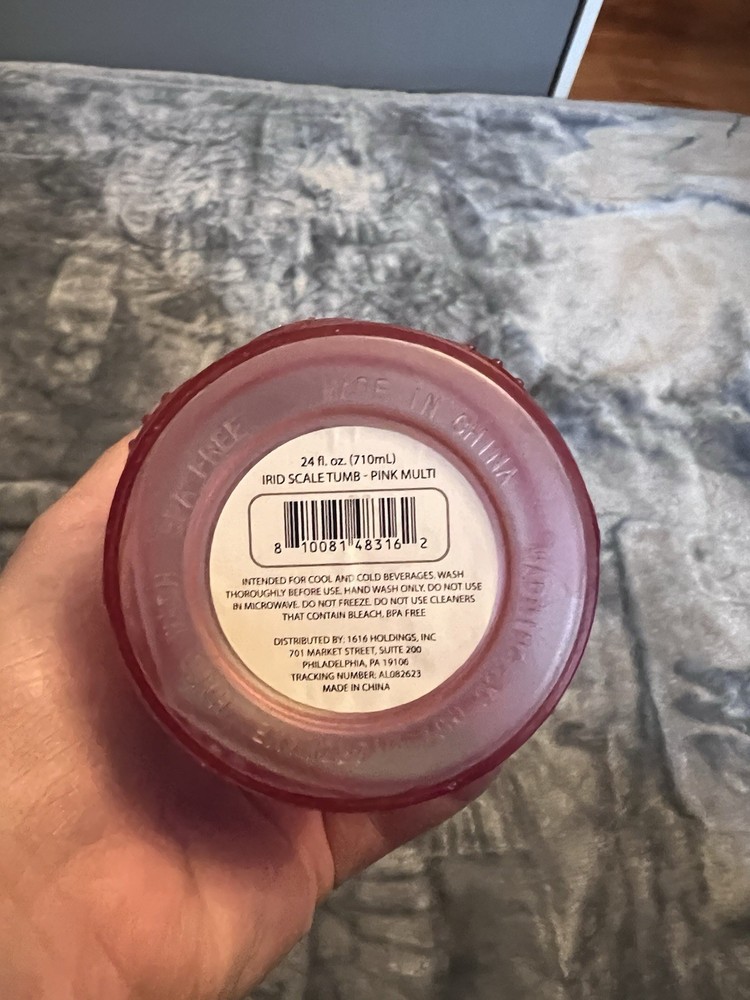 24 fl. oz. (710mL)
IRID SCALE TUMB - PINK MULTI
8 10081 48316 2
INTENDED FOR COOL AND COLD BEVERAGES. WASH
THOROUGHLY BEFORE USE. HAND WASH ONLY. DO NOT USE
IN MICROWAVE. DO NOT FREEZE. DO NOT USE CLEANERS
THAT CONTAIN BLEACH. BPA FREE
DISTRIBUTED BY: 1616 HOLDINGS, INC
701 MARKET STREET, SUITE 200
PHILADELPHIA, PA 19106
TRACKING NUMBER: AL082623
MADE IN CHINA
MADE IN CHINA
FREE